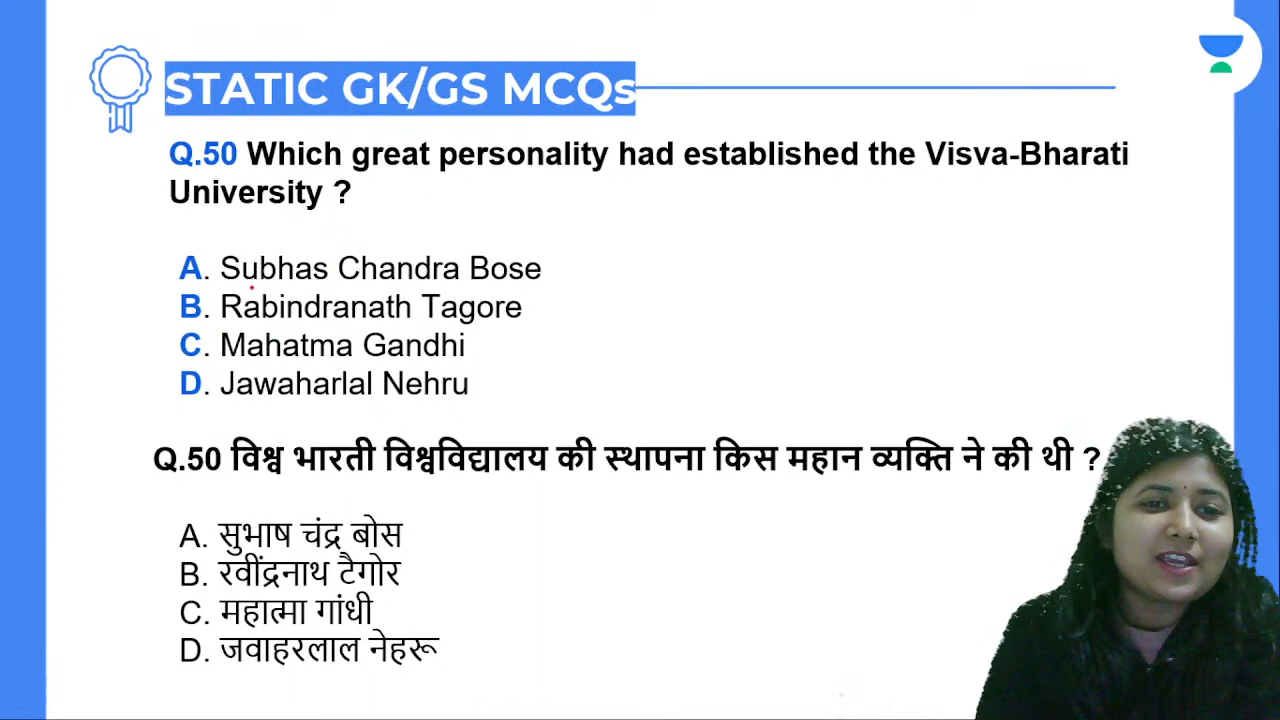 STATIC GK/GS MCQs
Q.50 Which great personality had established the Visva-Bharati
University ?
A. Subhas Chandra Bose
B. Rabindranath Tagore
C. Mahatma Gandhi
D. Jawaharlal Nehru
Q.50 विश्व भारती विश्वविद्यालय की स्थापना किस महान व्यक्ति ने की थी ?
A. सुभाष चंद्र बोस
B. रवींद्रनाथ टैगोर
C. महात्मा गांधी
D. जवाहरलाल नेहरू